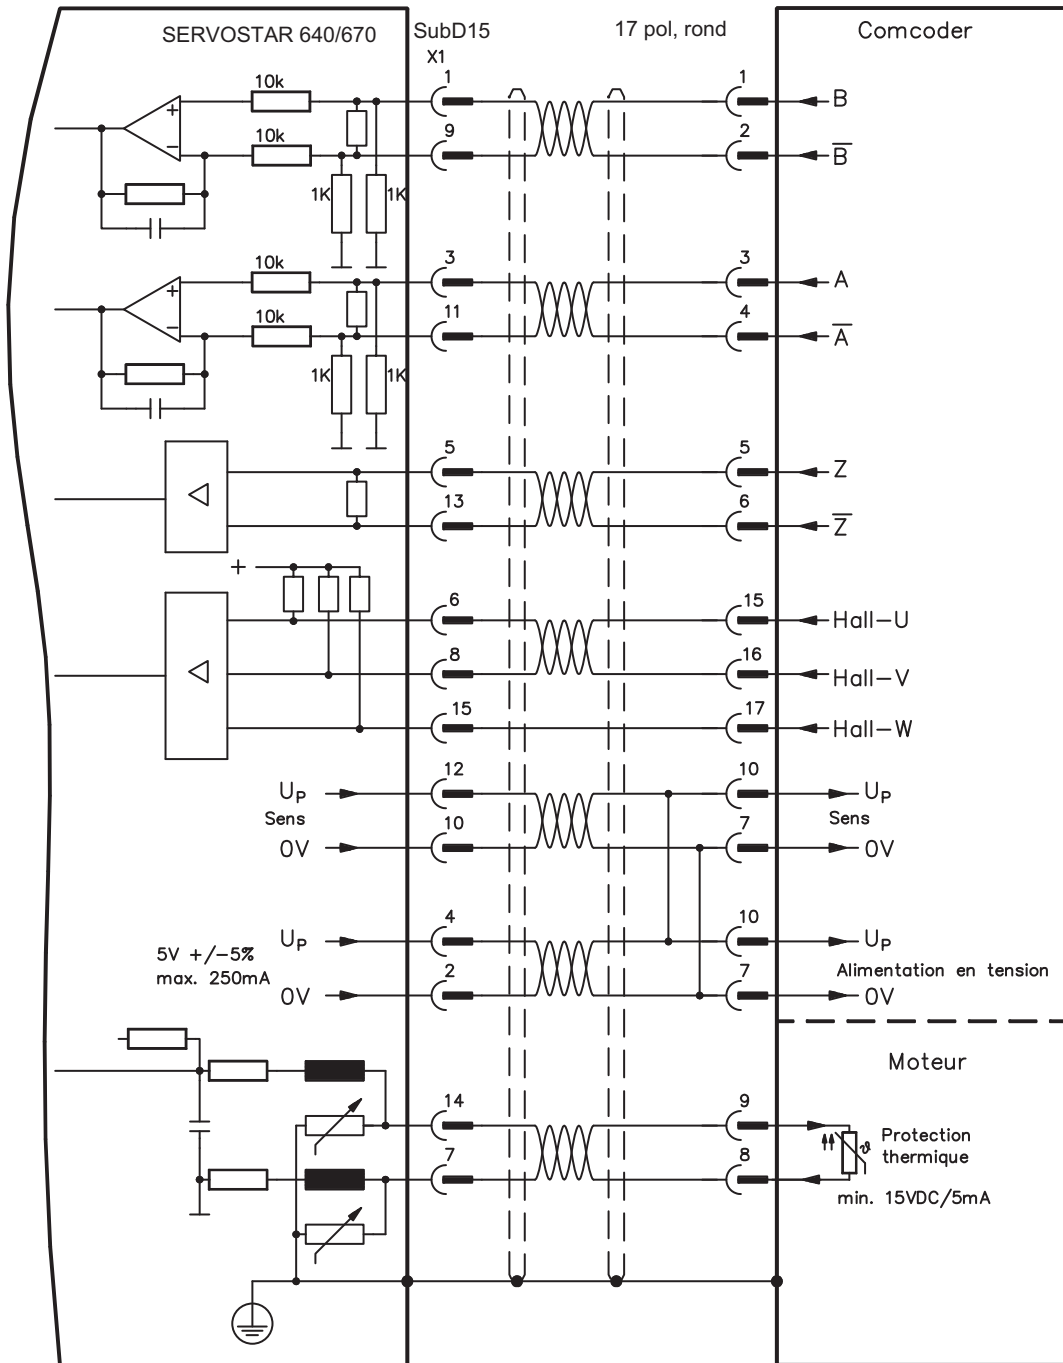 SERVOSTAR 640/670 SubD15 17 pol, rond Comcoder
X1
10k 1 1 B
+
10k 9 2 B̅
−
1K 1K
10k 3 3 A
+
10k 11 4 A̅
−
1K 1K
5 5 Z
13 6 Z̅
+
6 15 Hall-U
8 16 Hall-V
15 17 Hall-W
UP 12 10 UP
Sens Sens
0V 10 7 0V
UP 4 10 UP
5V +/-5%
max. 250mA
Alimentation en tension
0V 2 7 0V
Moteur
14 9
Protection
thermique
ϑ
7 8
min. 15VDC/5mA